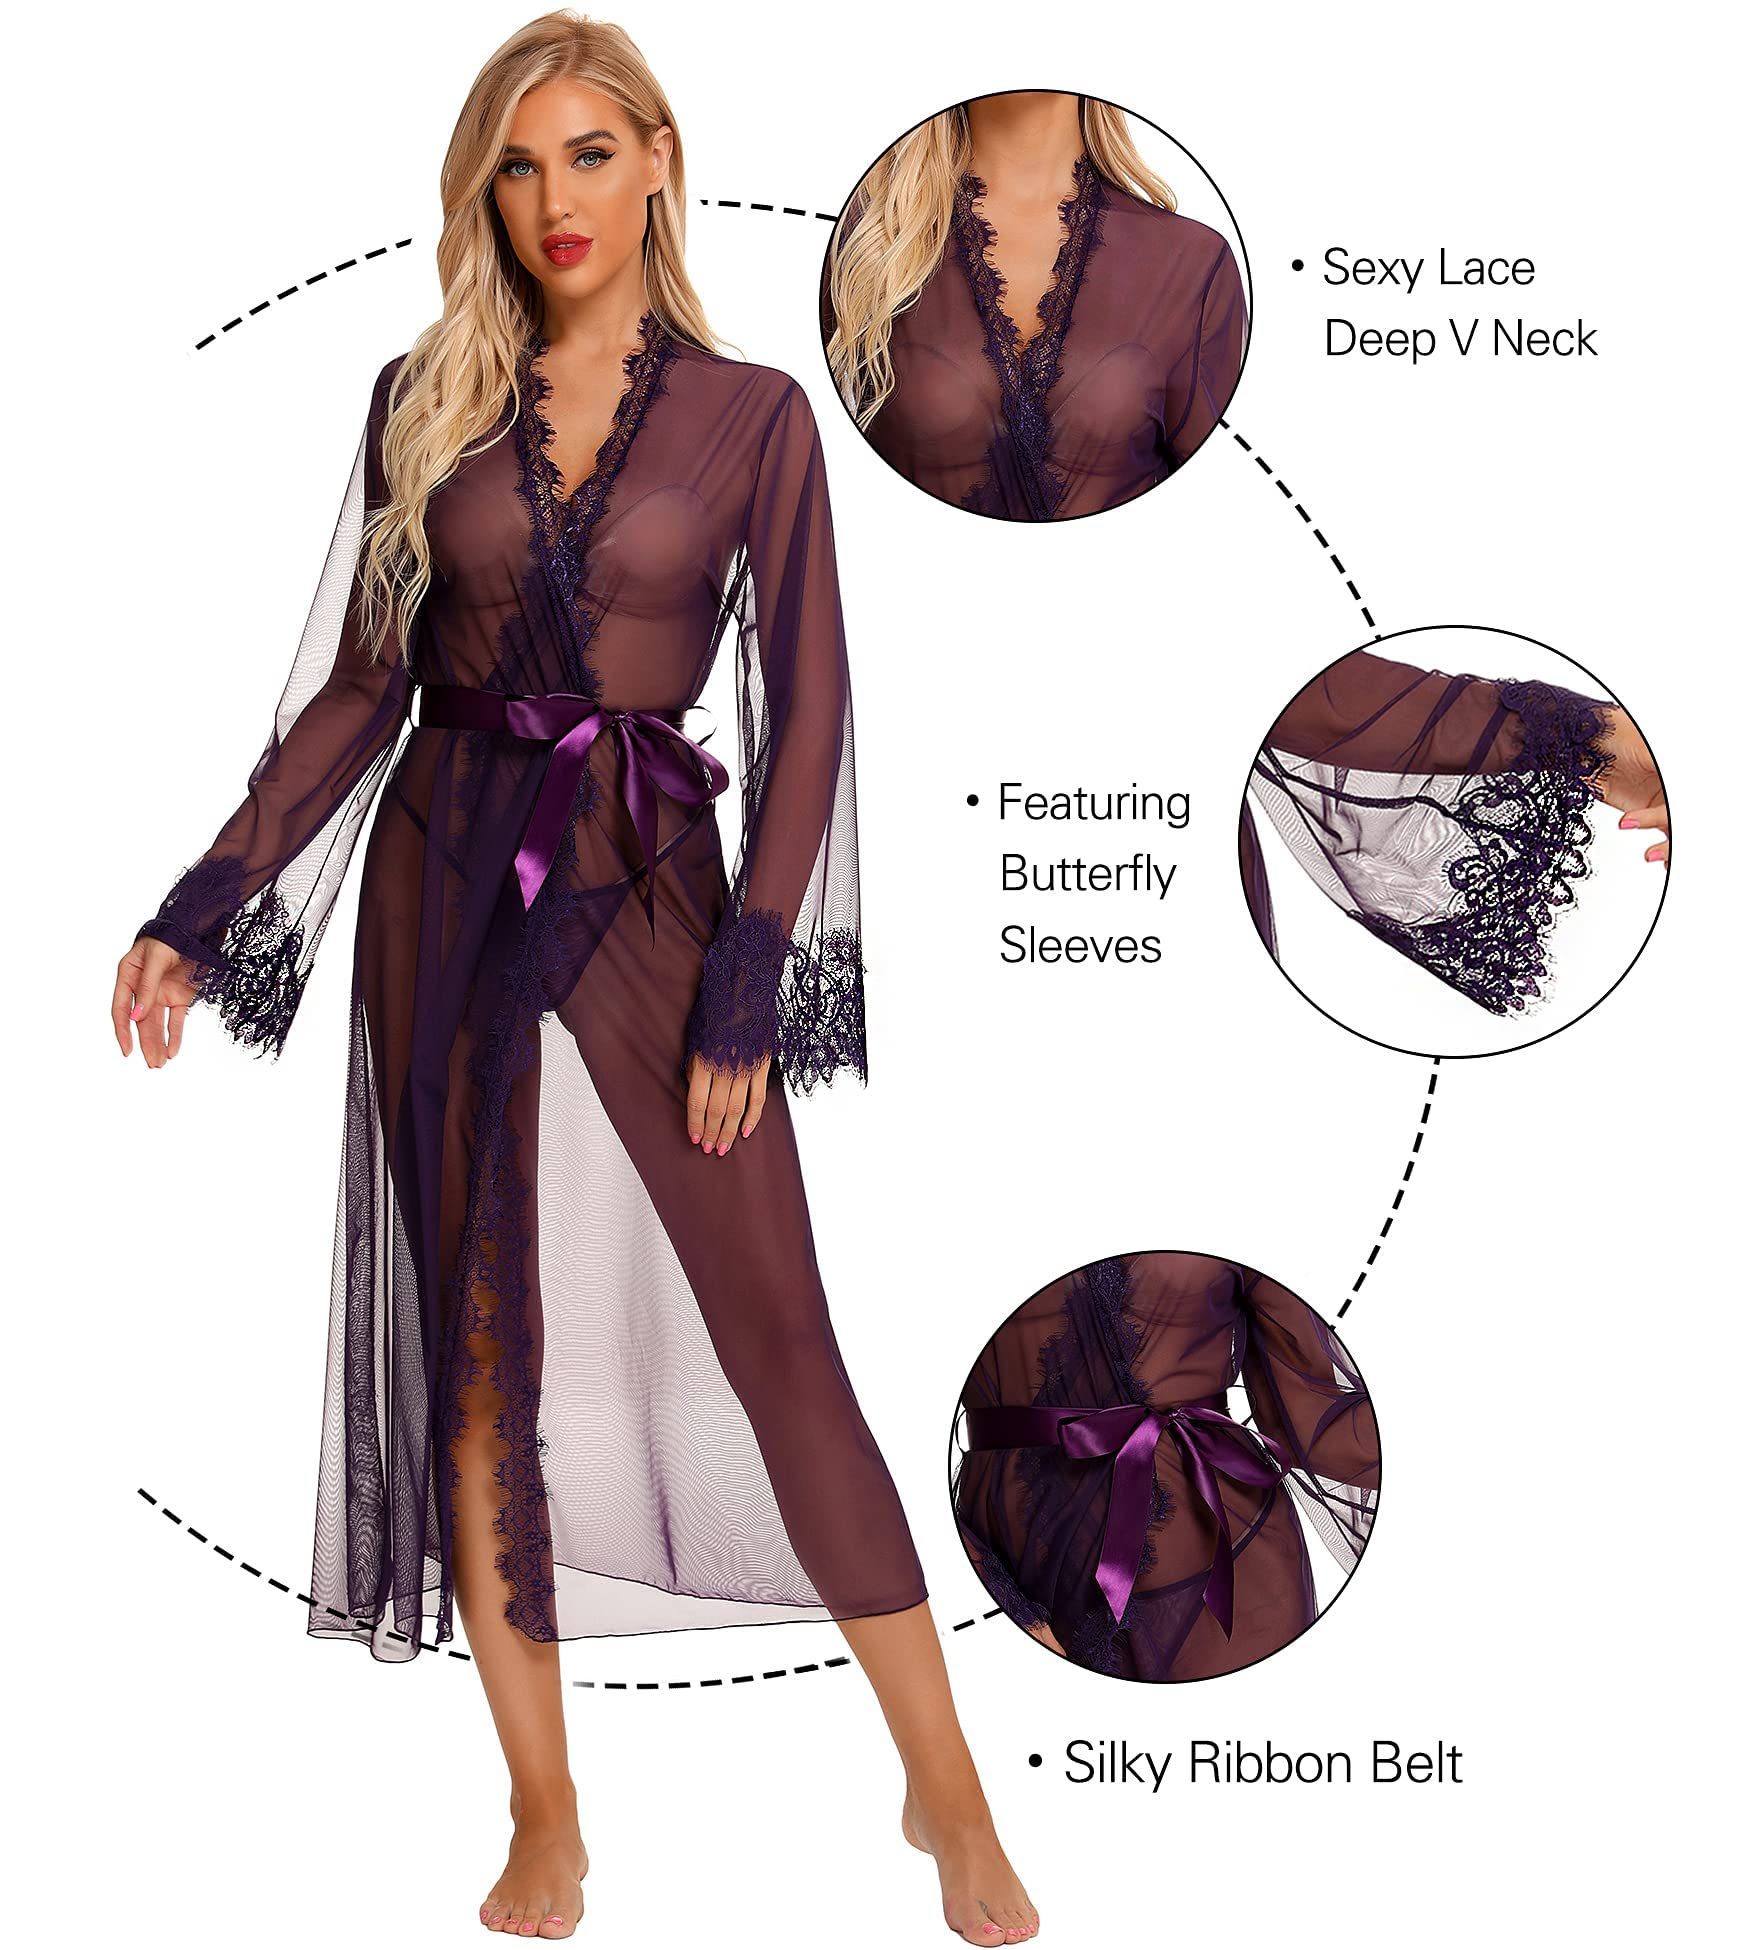 • Sexy Lace
Deep V Neck
• Featuring
Butterfly
Sleeves
• Silky Ribbon Belt